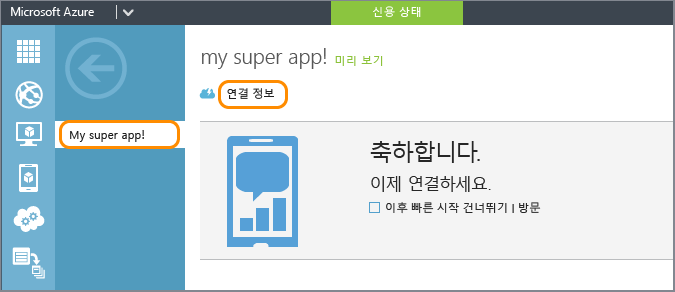 Microsoft Azure
신용 상태
my super app! 미리 보기
연결 정보
My super app!
축하합니다.
이제 연결하세요.
이후 빠른 시작 건너뛰기 | 방문